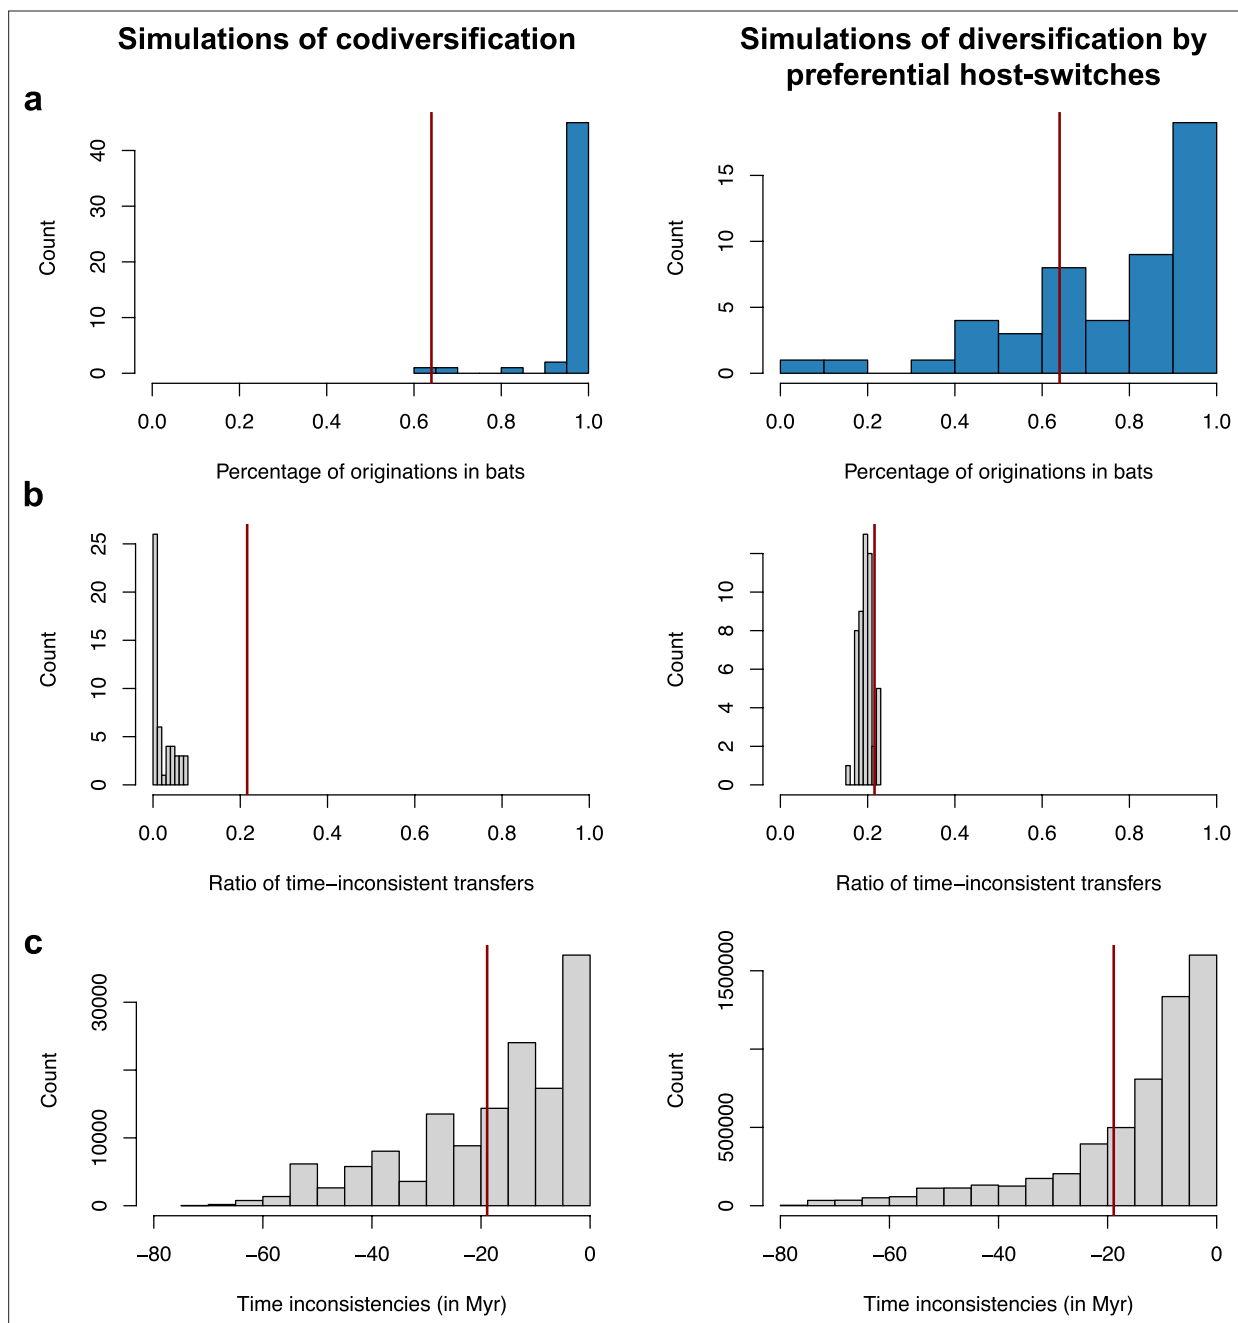 Simulations of codiversification
Simulations of diversification by
preferential host-switches
a
Count
0
10
20
30
40
0.0 0.2 0.4 0.6 0.8 1.0
Percentage of originations in bats
Count
0
5
10
15
0.0 0.2 0.4 0.6 0.8 1.0
Percentage of originations in bats
b
Count
0
5
10
15
20
25
0.0 0.2 0.4 0.6 0.8 1.0
Ratio of time−inconsistent transfers
Count
0
2
4
6
8
10
0.0 0.2 0.4 0.6 0.8 1.0
Ratio of time−inconsistent transfers
c
Count
0
10000
30000
−80 −60 −40 −20 0
Time inconsistencies (in Myr)
Count
0
500000
1500000
−80 −60 −40 −20 0
Time inconsistencies (in Myr)